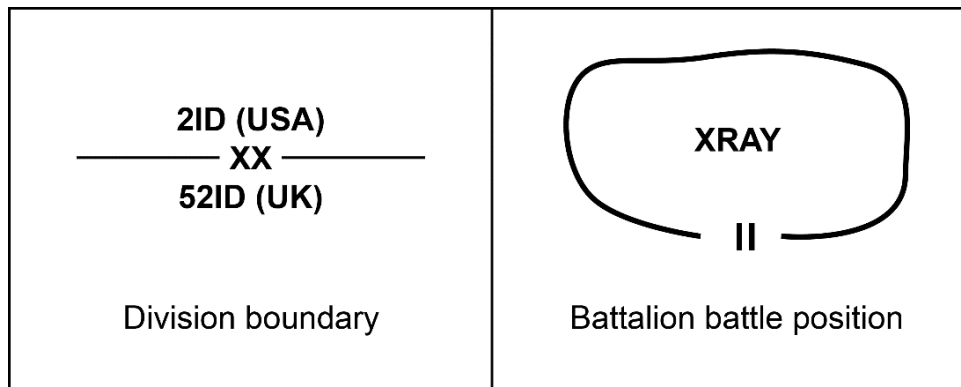 2ID (USA)
XX
52ID (UK)
Division boundary
XRAY
II
Battalion battle position